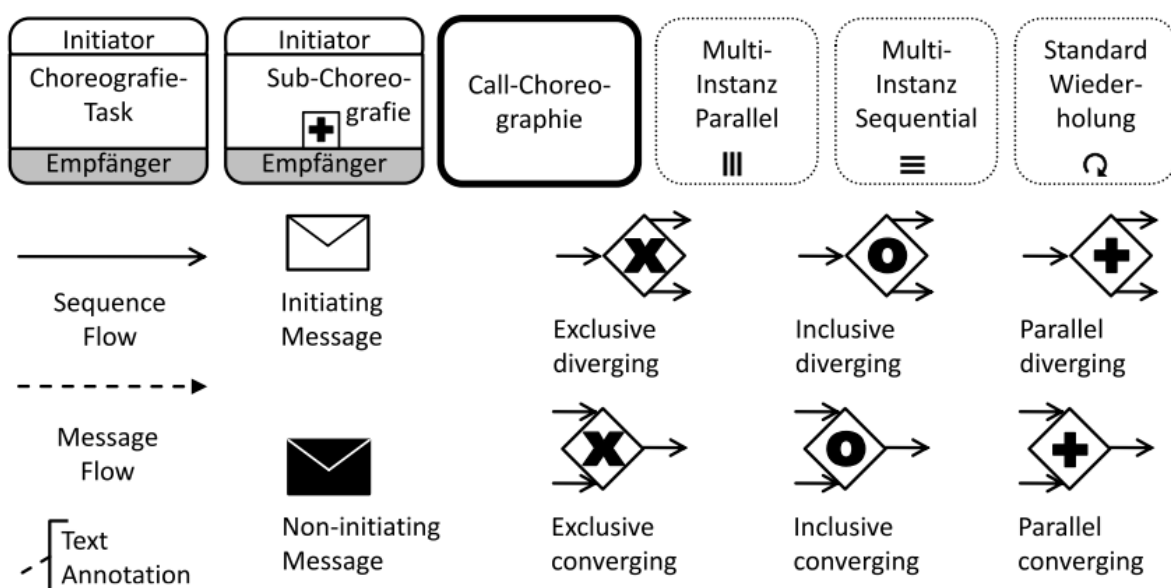 Initiator
Choreografie-
Task
Empfänger
Initiator
Sub-Choreo-
grafie
Empfänger
Call-Choreo-
graphie
Multi-
Instanz
Parallel
Multi-
Instanz
Sequential
Standard
Wieder-
holung
Sequence
Flow
Initiating
Message
X
Exclusive
diverging
O
Inclusive
diverging
Parallel
diverging
Message
Flow
Non-initiating
Message
X
Exclusive
converging
O
Inclusive
converging
Parallel
converging
Text
Annotation